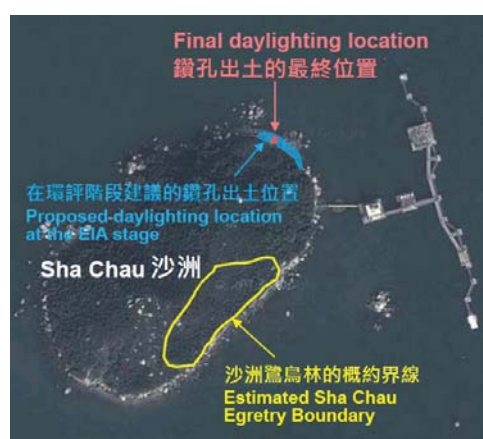 Final daylighting location
鑽孔出土的最終位置
在環評階段建議的鑽孔出土位置
Proposed daylighting location
at the EIA stage
Sha Chau 沙洲
沙洲鷺鳥林的概約界線
Estimated Sha Chau
Egretry Boundary